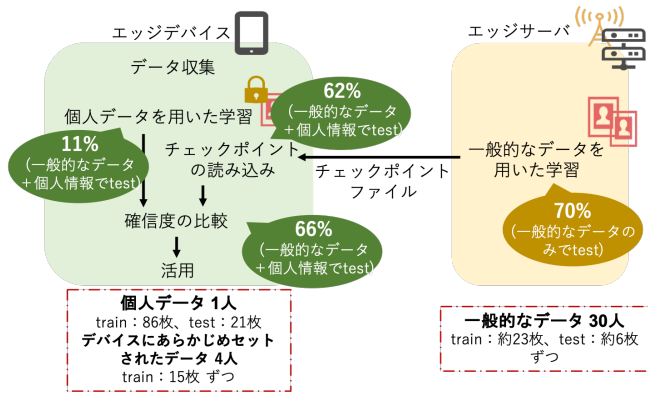 エッジデバイス
データ収集
個人データを用いた学習
62%
(一般的なデータ
＋個人情報でtest)
11%
(一般的なデータ
＋個人情報でtest)
チェックポイント
の読み込み
確信度の比較
66%
(一般的なデータ
＋個人情報でtest)
活用
チェックポイント
ファイル
エッジサーバ
一般的なデータを
用いた学習
70%
(一般的なデータの
みでtest)
個人データ 1人
train：86枚、test：21枚
デバイスにあらかじめセット
されたデータ 4人
train：15枚 ずつ
一般的なデータ 30人
train：約23枚、test：約6枚
ずつ